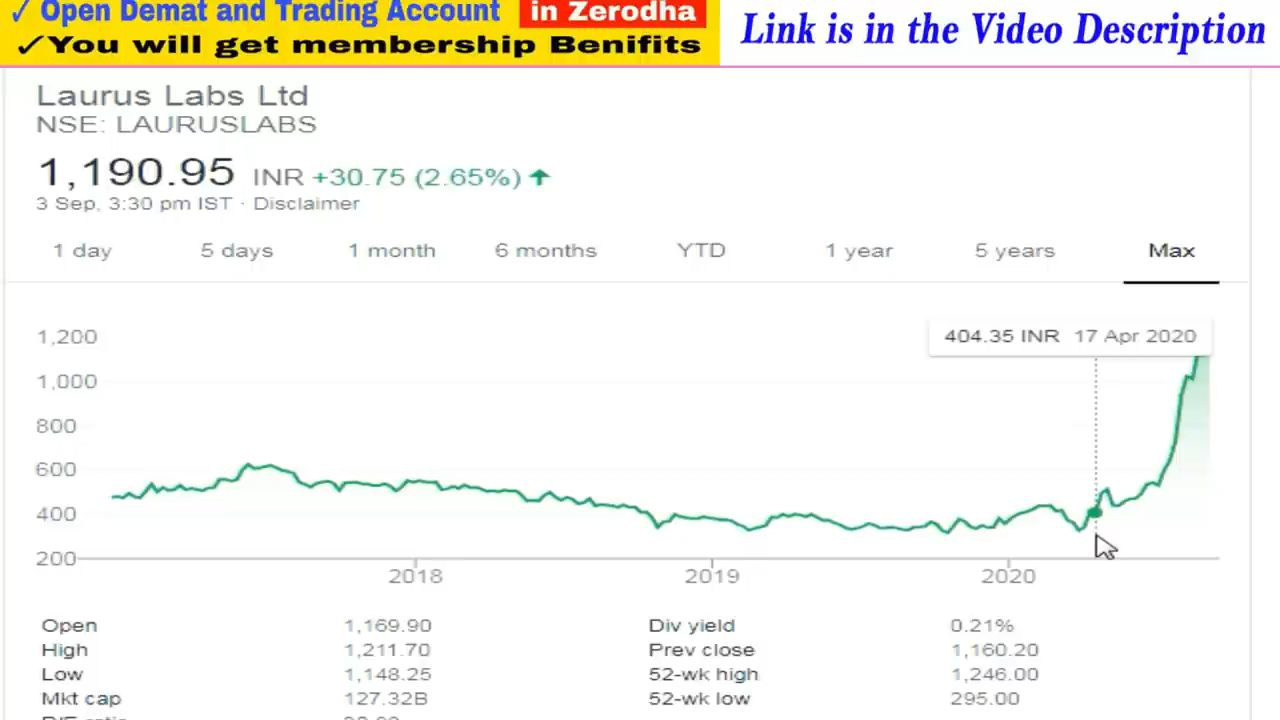 ✓ Open Demat and Trading Account in Zerodha
✓You will get membership Benifits
Link is in the Video Description
Laurus Labs Ltd
NSE: LAURUSLABS
1,190.95 INR +30.75 (2.65%) ↑
3 Sep, 3:30 pm IST · Disclaimer
1 day 5 days 1 month 6 months YTD 1 year 5 years Max
404.35 INR 17 Apr 2020
1,200
1,000
800
600
400
200
2018 2019 2020
Open 1,169.90 Div yield 0.21%
High 1,211.70 Prev close 1,160.20
Low 1,148.25 52-wk high 1,246.00
Mkt cap 127.32B 52-wk low 295.00